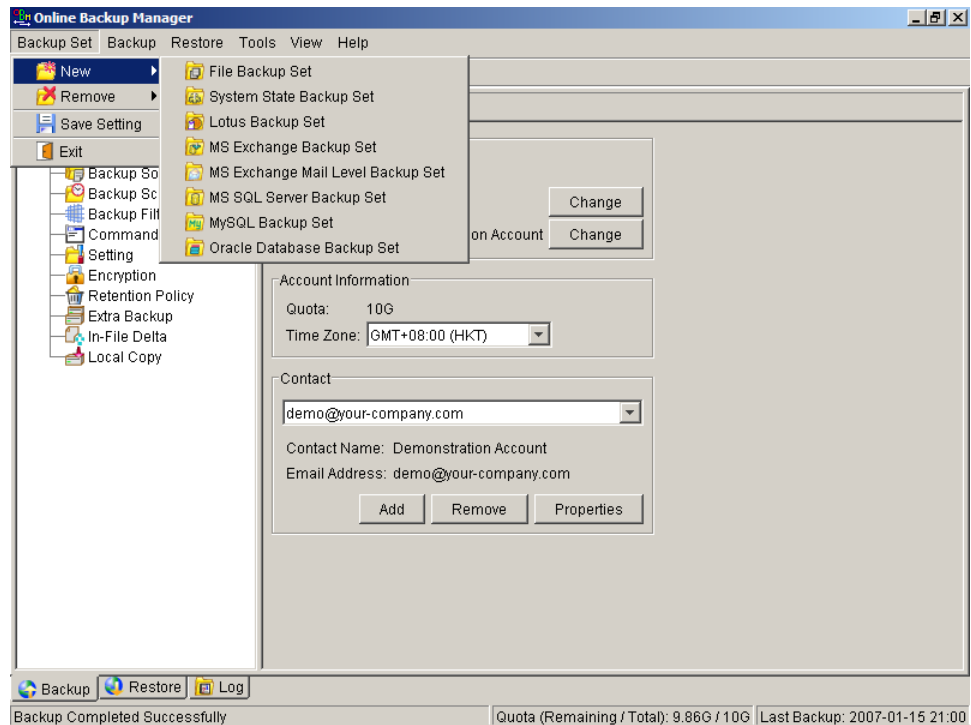 Online Backup Manager
Backup Set Backup Restore Tools View Help
New
Remove
Save Setting
Exit
File Backup Set
System State Backup Set
Lotus Backup Set
MS Exchange Backup Set
MS Exchange Mail Level Backup Set
MS SQL Server Backup Set
MySQL Backup Set
Oracle Database Backup Set
Backup So
Backup Sc
Backup Filt
Command
Setting
Encryption
Retention Policy
Extra Backup
In-File Delta
Local Copy
Change
on Account Change
Account Information
Quota: 10G
Time Zone: GMT+08:00 (HKT)
Contact
demo@your-company.com
Contact Name: Demonstration Account
Email Address: demo@your-company.com
Add Remove Properties
Backup Restore Log
Backup Completed Successfully Quota (Remaining / Total): 9.86G / 10G Last Backup: 2007-01-15 21:00